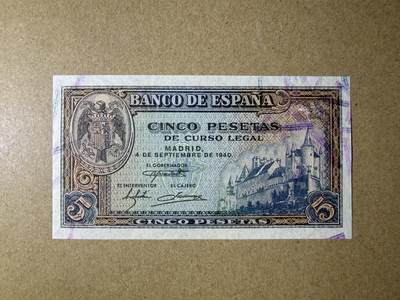 BANCO DE ESPAÑA
CINCO PESETAS
DE CURSO LEGAL
MADRID,
4 DE SEPTIEMBRE DE 1940.
EL GOBERNADOR
EL INTERVENTOR EL CAJERO
5 5
CINCO PESETAS